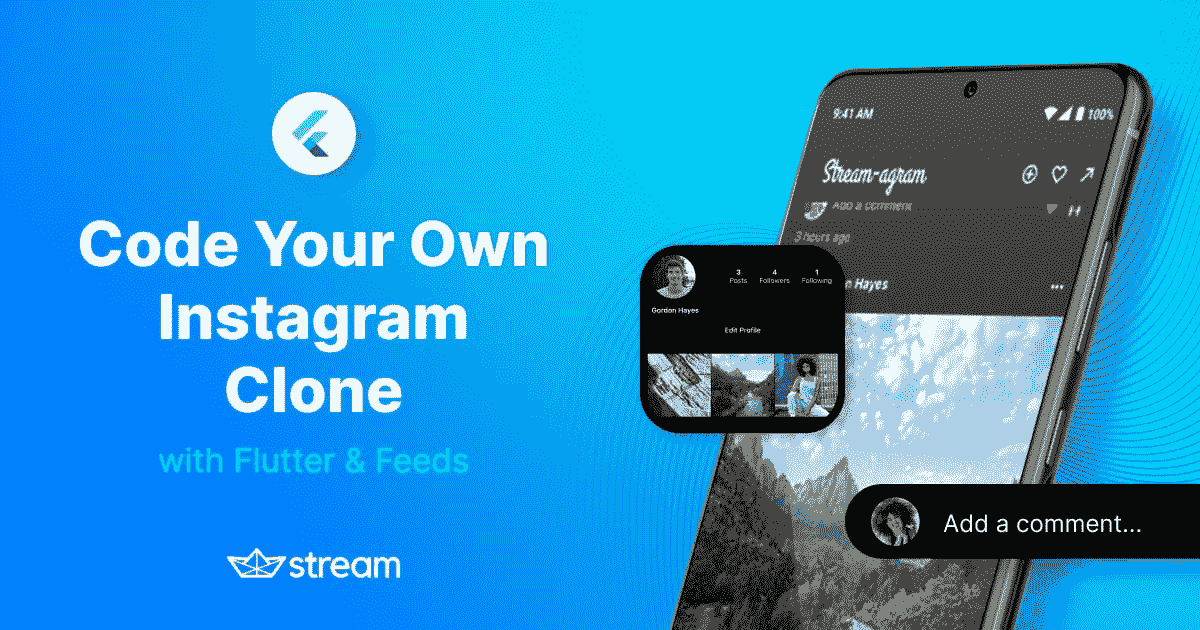 Code Your Own
Instagram
Clone
with Flutter & Feeds
stream
9:41 AM
100%
Stream-agram
Add a comment
3 hours ago
n Hayes
3
Posts
4
Followers
1
Following
Gordon Hayes
Edit Profile
Add a comment...